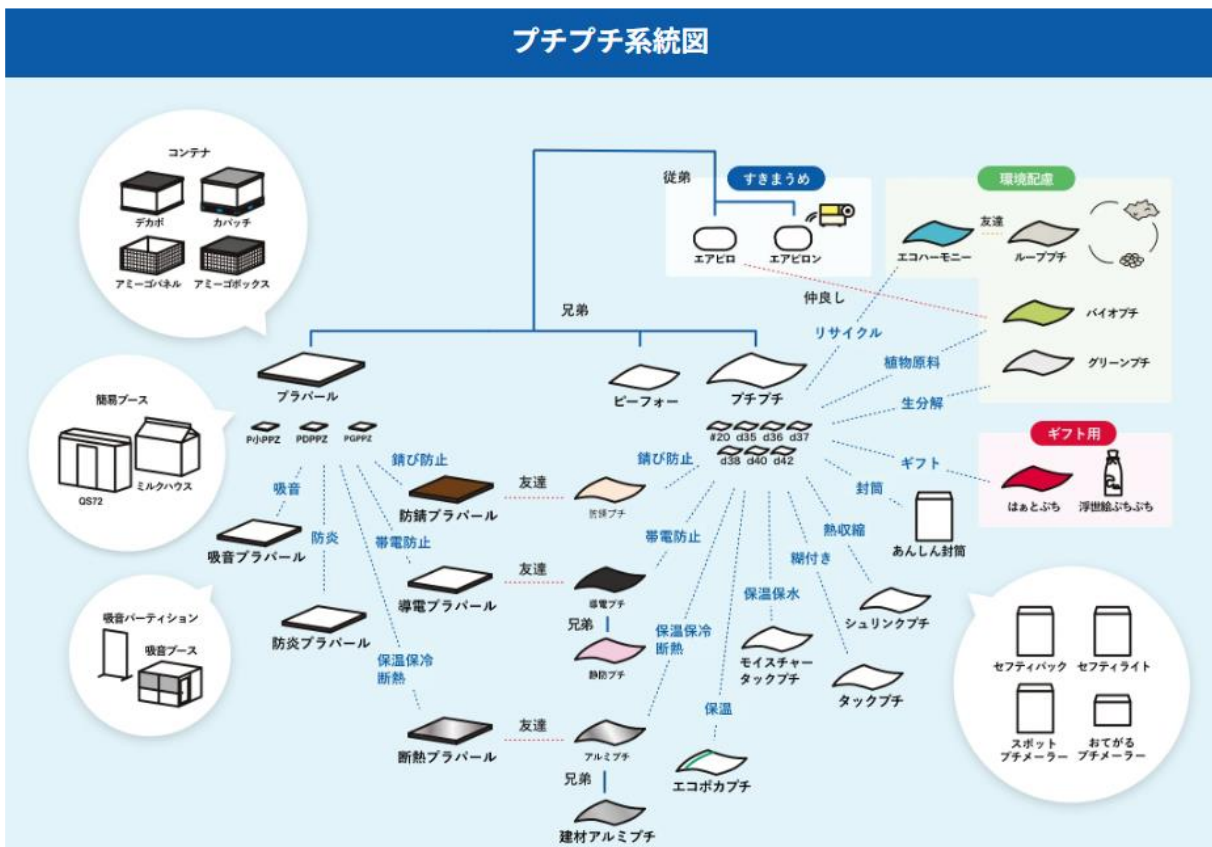 プチプチ系統図
コンテナ
デカボ
カパッチ
アミーゴパネル
アミーゴボックス
従弟
すきまうめ
エアピロ
エアピロン
環境配慮
エコハーモニー
友達
ループプチ
バイオプチ
グリーンプチ
仲良し
リサイクル
植物原料
生分解
兄弟
プラパール
ピーフォー
プチプチ
P小PPZ
PDPPZ
PGPPZ
#20
d35
d36
d37
d38
d40
d42
簡易ブース
QS72
ミルクハウス
ギフト用
はぁとぷち
浮世絵ぷちぷち
ギフト
封筒
あんしん封筒
錆び防止
吸音
防炎
帯電防止
保温保冷
断熱
吸音プラパール
防炎プラパール
防錆プラパール
友達
防錆プチ
錆び防止
導電プラパール
友達
導電プチ
帯電防止
兄弟
静防プチ
断熱プラパール
友達
アルミプチ
保温保冷
断熱
兄弟
建材アルミプチ
保温
エコポカプチ
保温保水
モイスチャー
タックプチ
糊付き
タックプチ
熱収縮
シュリンクプチ
吸音パーティション
吸音ブース
セフティパック
セフティライト
スポット
プチメーラー
おてがる
プチメーラー